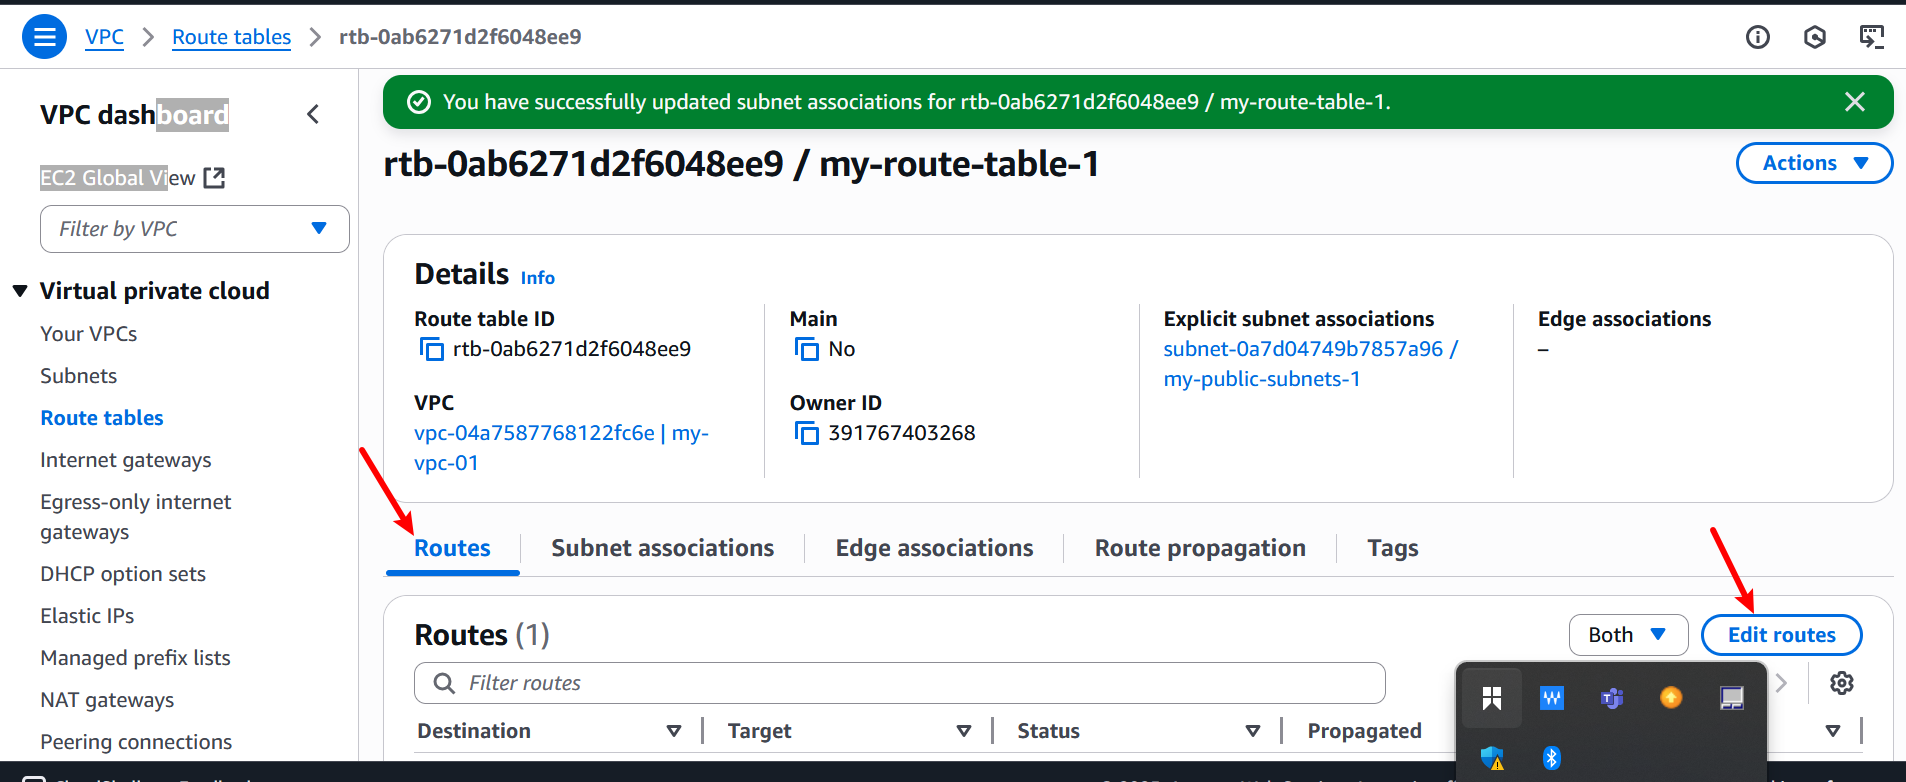 VPC > Route tables > rtb-0ab6271d2f6048ee9
VPC dashboard
EC2 Global View
Filter by VPC
Virtual private cloud
Your VPCs
Subnets
Route tables
Internet gateways
Egress-only internet
gateways
DHCP option sets
Elastic IPs
Managed prefix lists
NAT gateways
Peering connections
You have successfully updated subnet associations for rtb-0ab6271d2f6048ee9 / my-route-table-1.
rtb-0ab6271d2f6048ee9 / my-route-table-1
Actions
Details Info
Route table ID
rtb-0ab6271d2f6048ee9
Main
No
Explicit subnet associations
subnet-0a7d04749b7857a96 /
my-public-subnets-1
Edge associations
–
VPC
vpc-04a7587768122fc6e | my-
vpc-01
Owner ID
391767403268
Routes
Subnet associations
Edge associations
Route propagation
Tags
Routes (1)
Both
Edit routes
Filter routes
Destination
Target
Status
Propagated